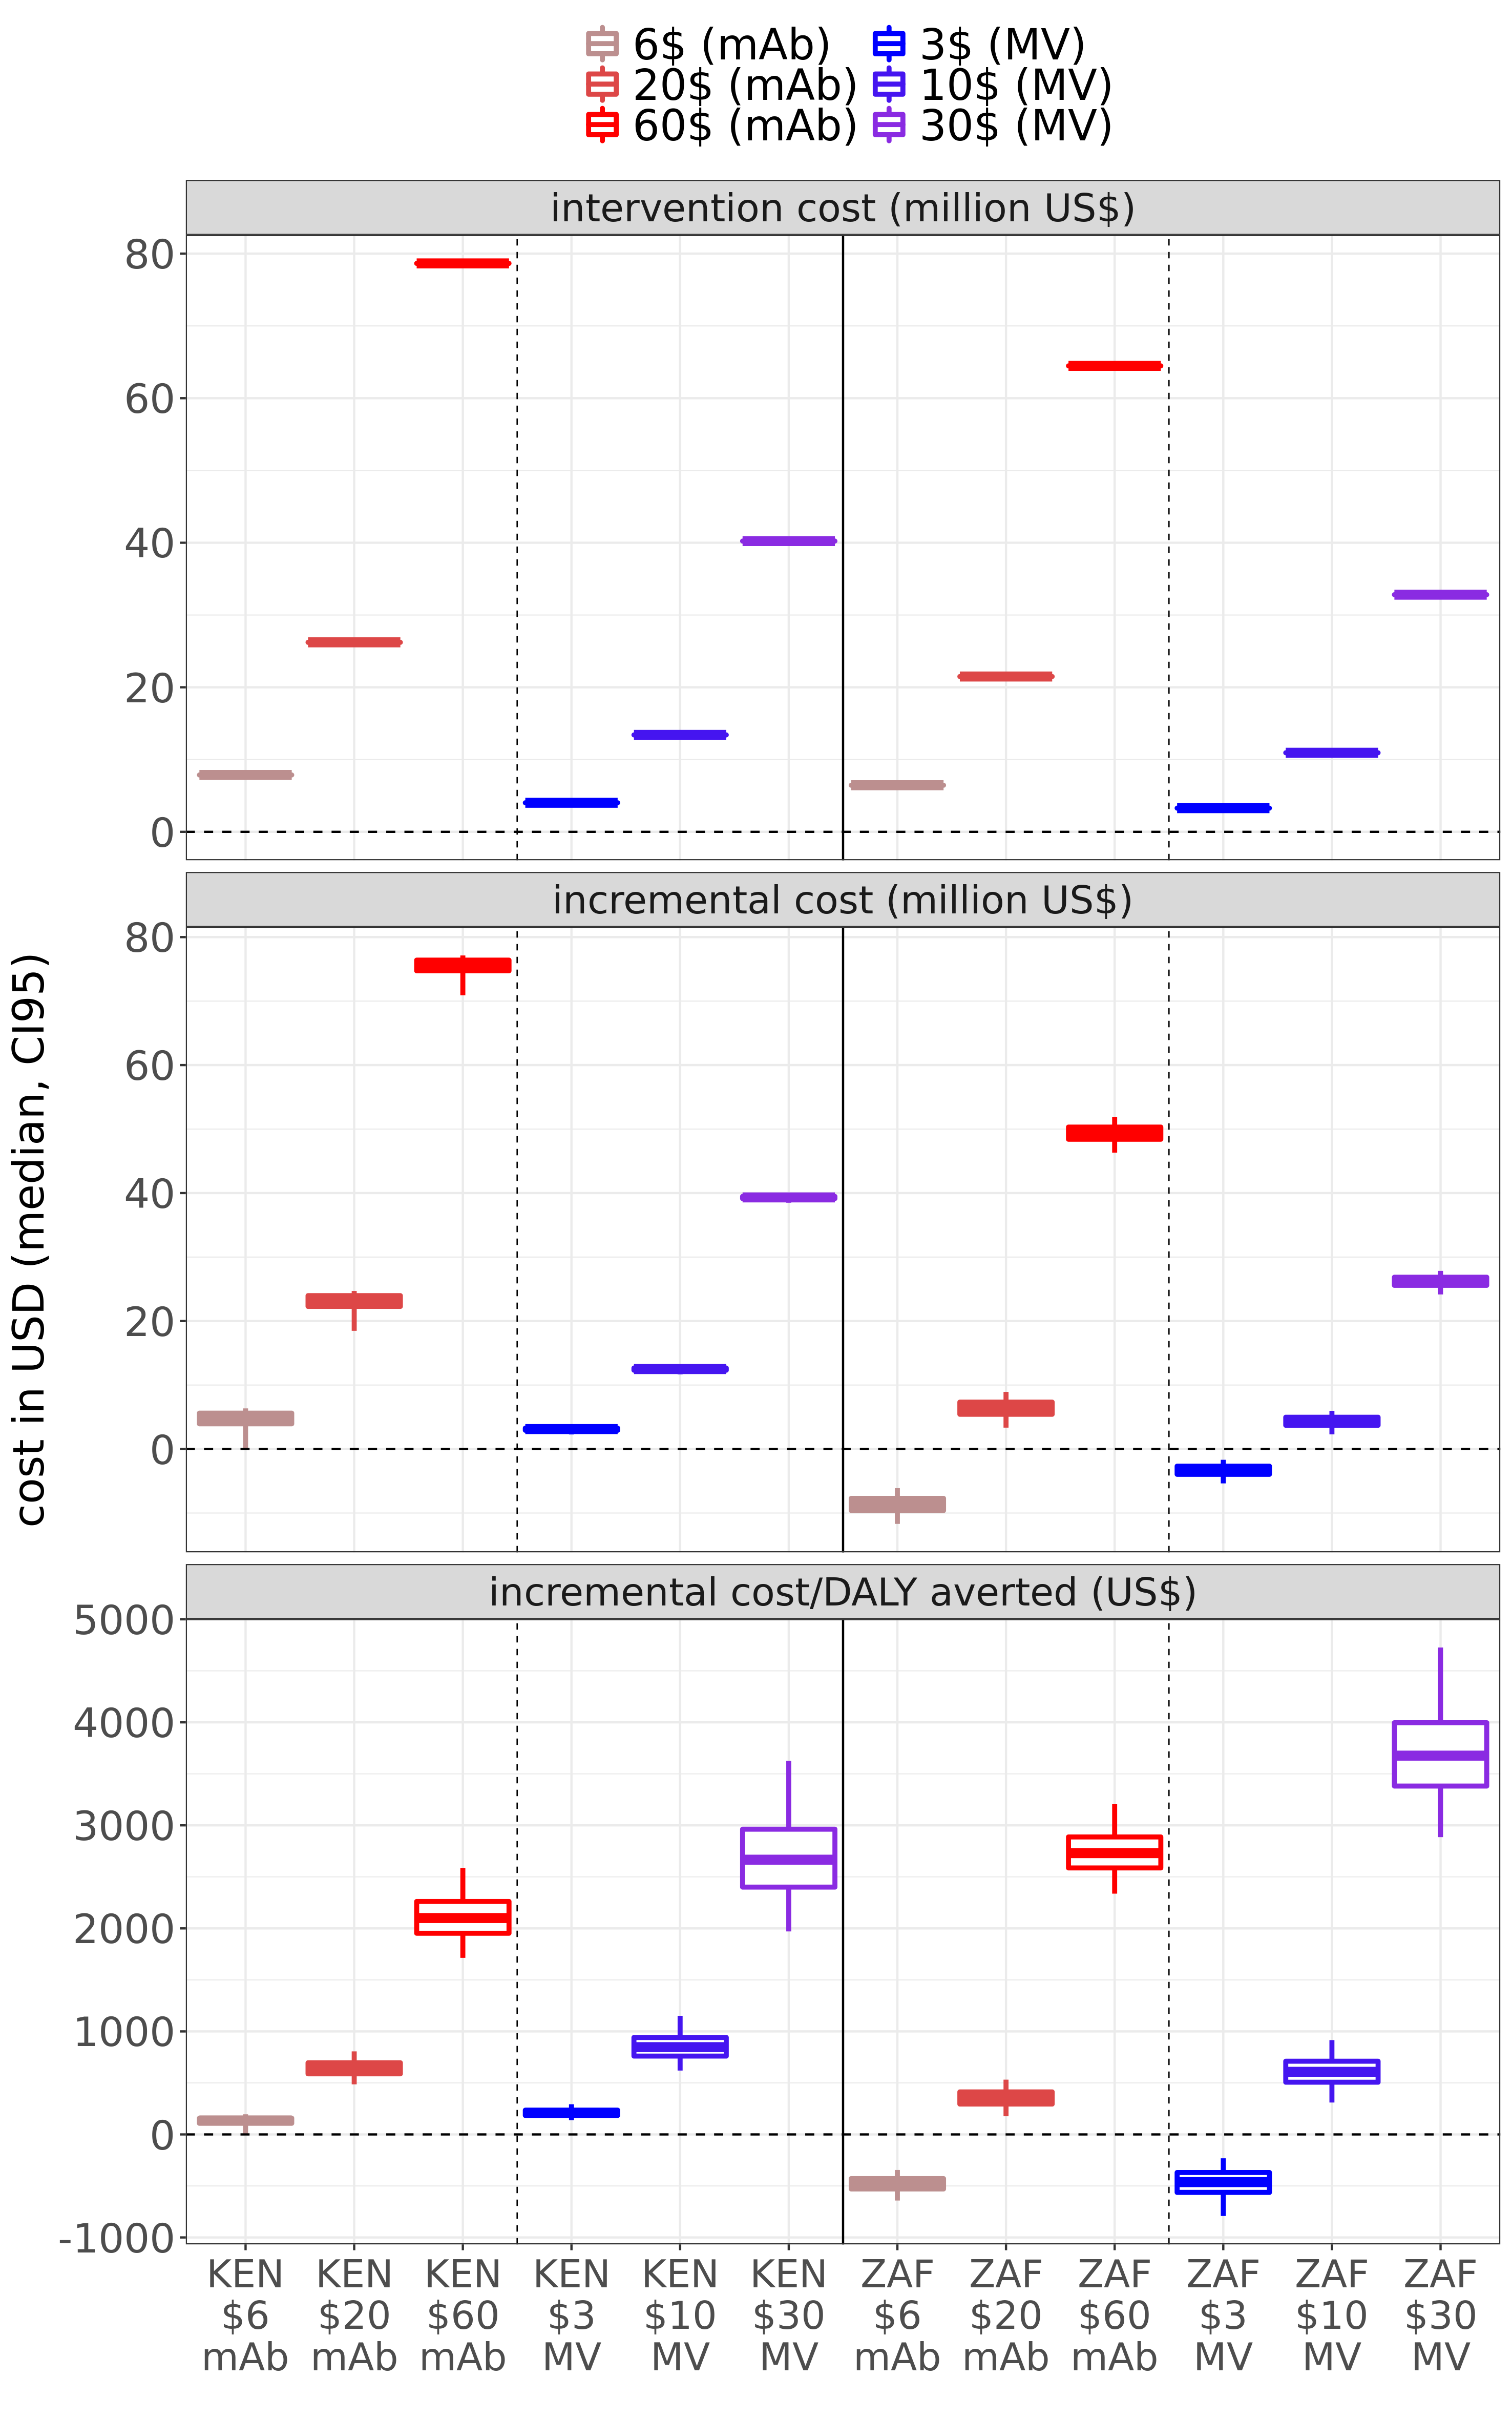 6$ (mAb) 3$ (MV)
20$ (mAb) 10$ (MV)
60$ (mAb) 30$ (MV)
intervention cost (million US$)
80
60
40
20
0
incremental cost (million US$)
80
60
40
20
0
incremental cost/DALY averted (US$)
5000
4000
3000
2000
1000
0
-1000
cost in USD (median, CI95)
KEN KEN KEN KEN KEN KEN ZAF ZAF ZAF ZAF ZAF ZAF
$6 $20 $60 $3 $10 $30 $6 $20 $60 $3 $10 $30
mAb mAb mAb MV MV MV mAb mAb mAb MV MV MV